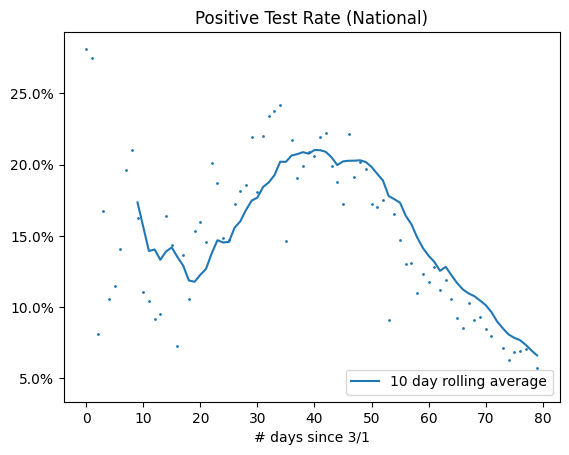 Positive Test Rate (National)
25.0%
20.0%
15.0%
10.0%
5.0%
10 day rolling average
0 10 20 30 40 50 60 70 80
# days since 3/1